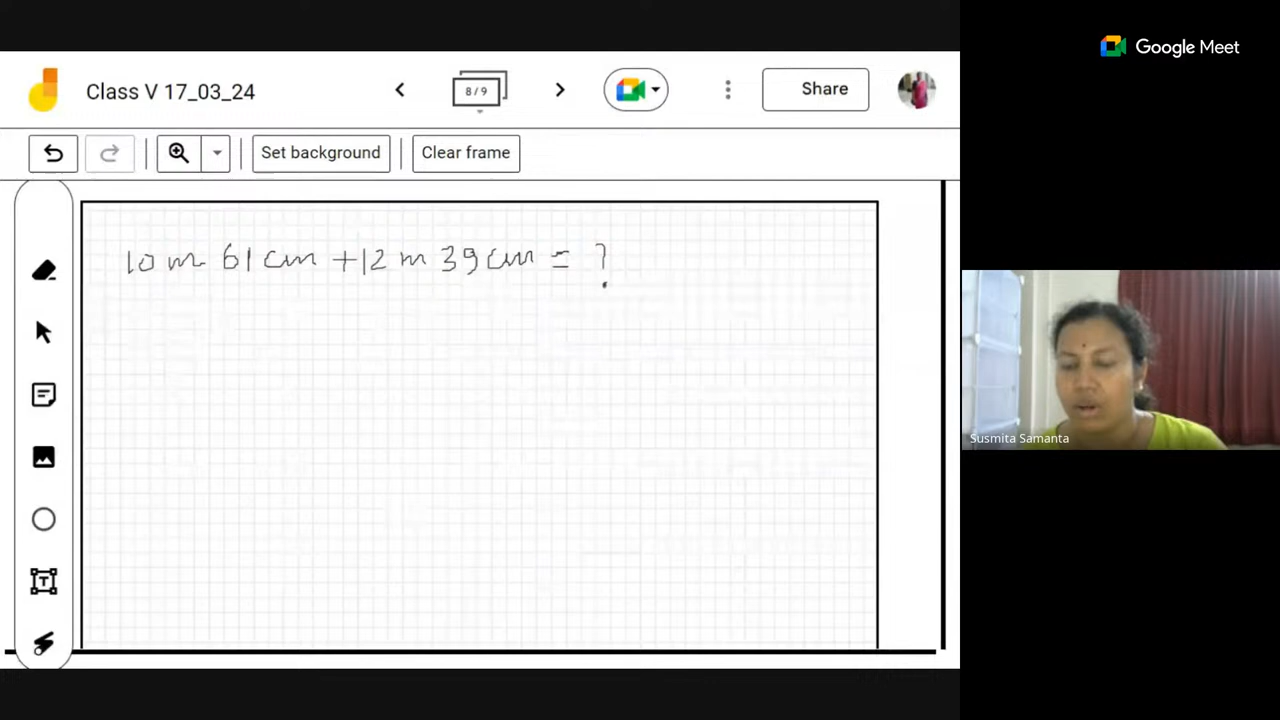 Google Meet
Class V 17_03_24
8/9
Share
Set background
Clear frame
10 m 61 cm + 12 m 39 cm = ?
T
Susmita Samanta